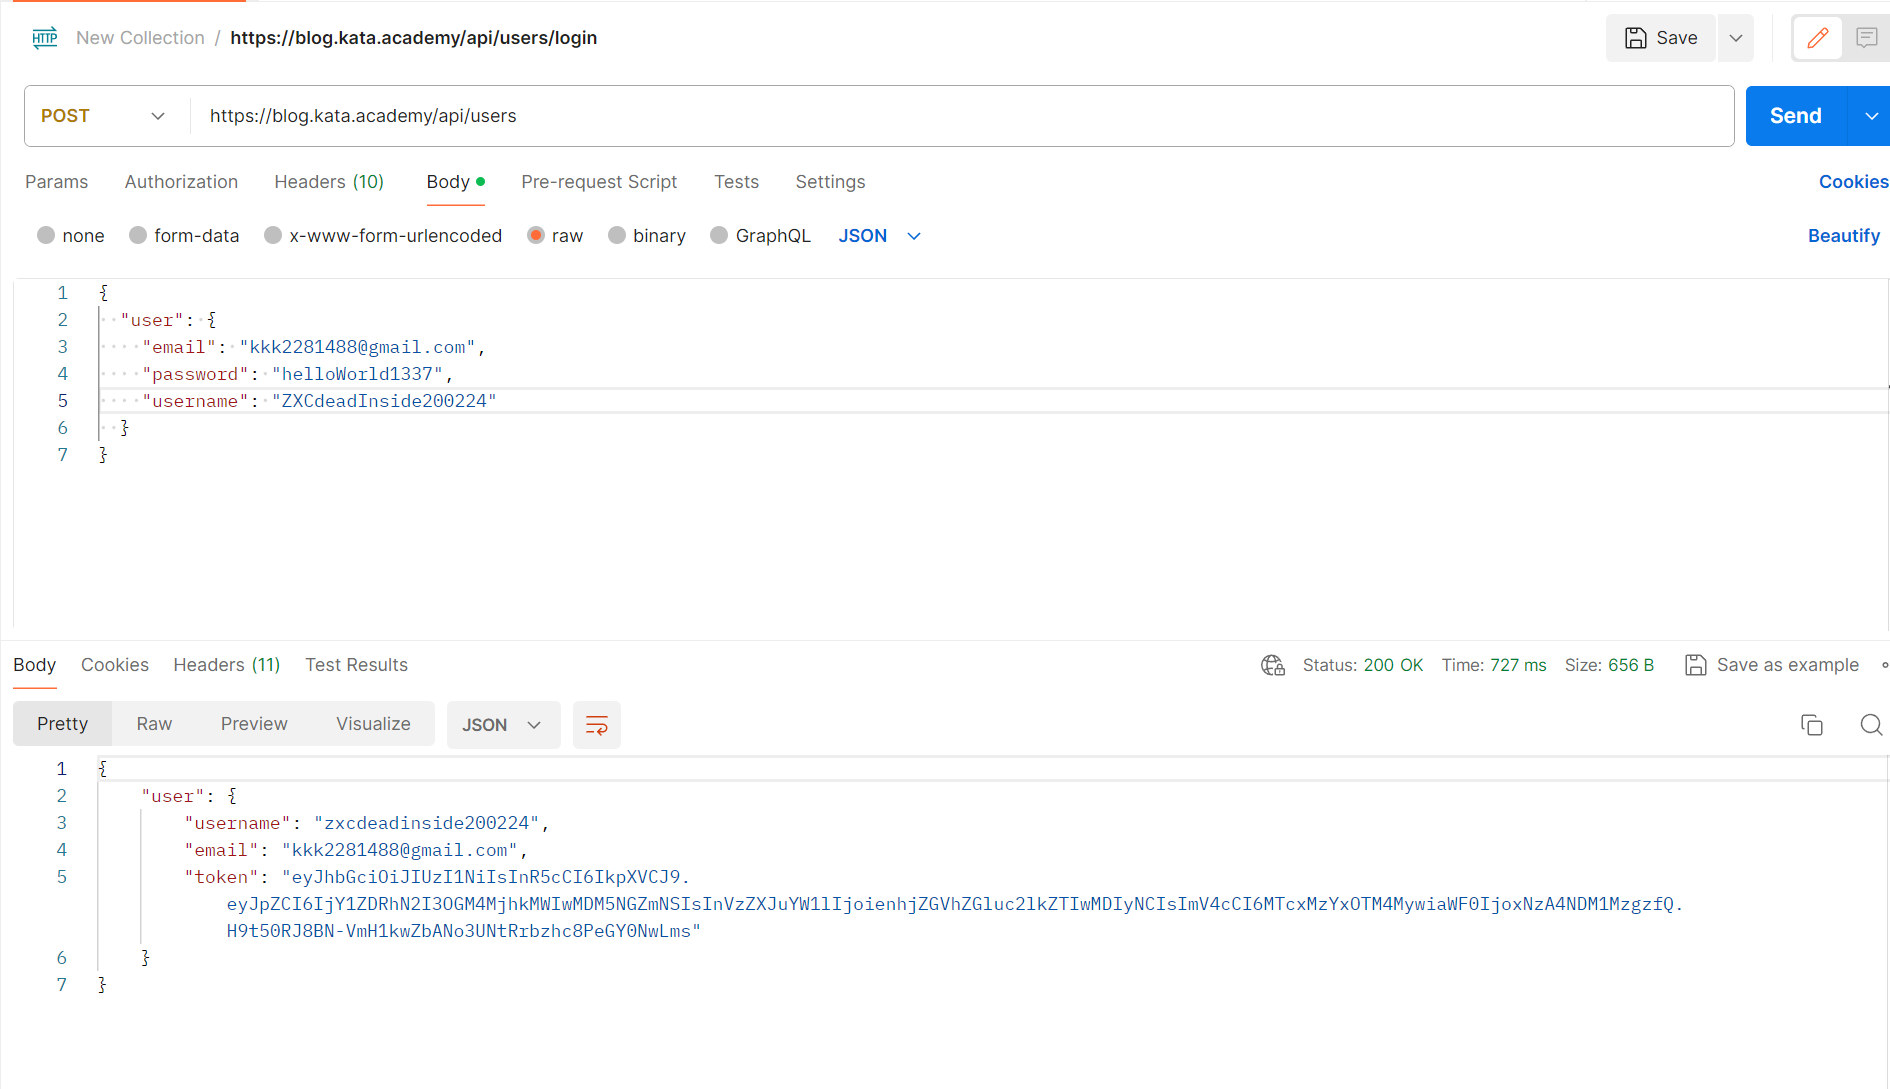 HTTP New Collection / https://blog.kata.academy/api/users/login Save
POST https://blog.kata.academy/api/users Send
Params Authorization Headers (10) Body Pre-request Script Tests Settings Cookies
none form-data x-www-form-urlencoded raw binary GraphQL JSON Beautify
1 {
2 "user": {
3 "email": "kkk2281488@gmail.com",
4 "password": "helloWorld1337",
5 "username": "ZXCdeadInside200224"
6 }
7 }
Body Cookies Headers (11) Test Results Status: 200 OK Time: 727 ms Size: 656 B Save as example
Pretty Raw Preview Visualize JSON
1 {
2 "user": {
3 "username": "zxcdeadinside200224",
4 "email": "kkk2281488@gmail.com",
5 "token": "eyJhbGciOiJIUzI1NiIsInR5cCI6IkpXVCJ9.
eyJpZCI6IjY1ZDRhN2I3OGM4MjhkMWIwMDM5NGZmNSIsInVzZXJuYW1lIjoienhjZGVhZGluc2lkZTIwMDIyNCIsImV4cCI6MTcxMzYxOTM4MywiaWF0IjoxNzA4NDM1MzgzfQ.
H9t50RJ8BN-VmH1kwZbANo3UNtRrbzhc8PeGY0NwLms"
6 }
7 }